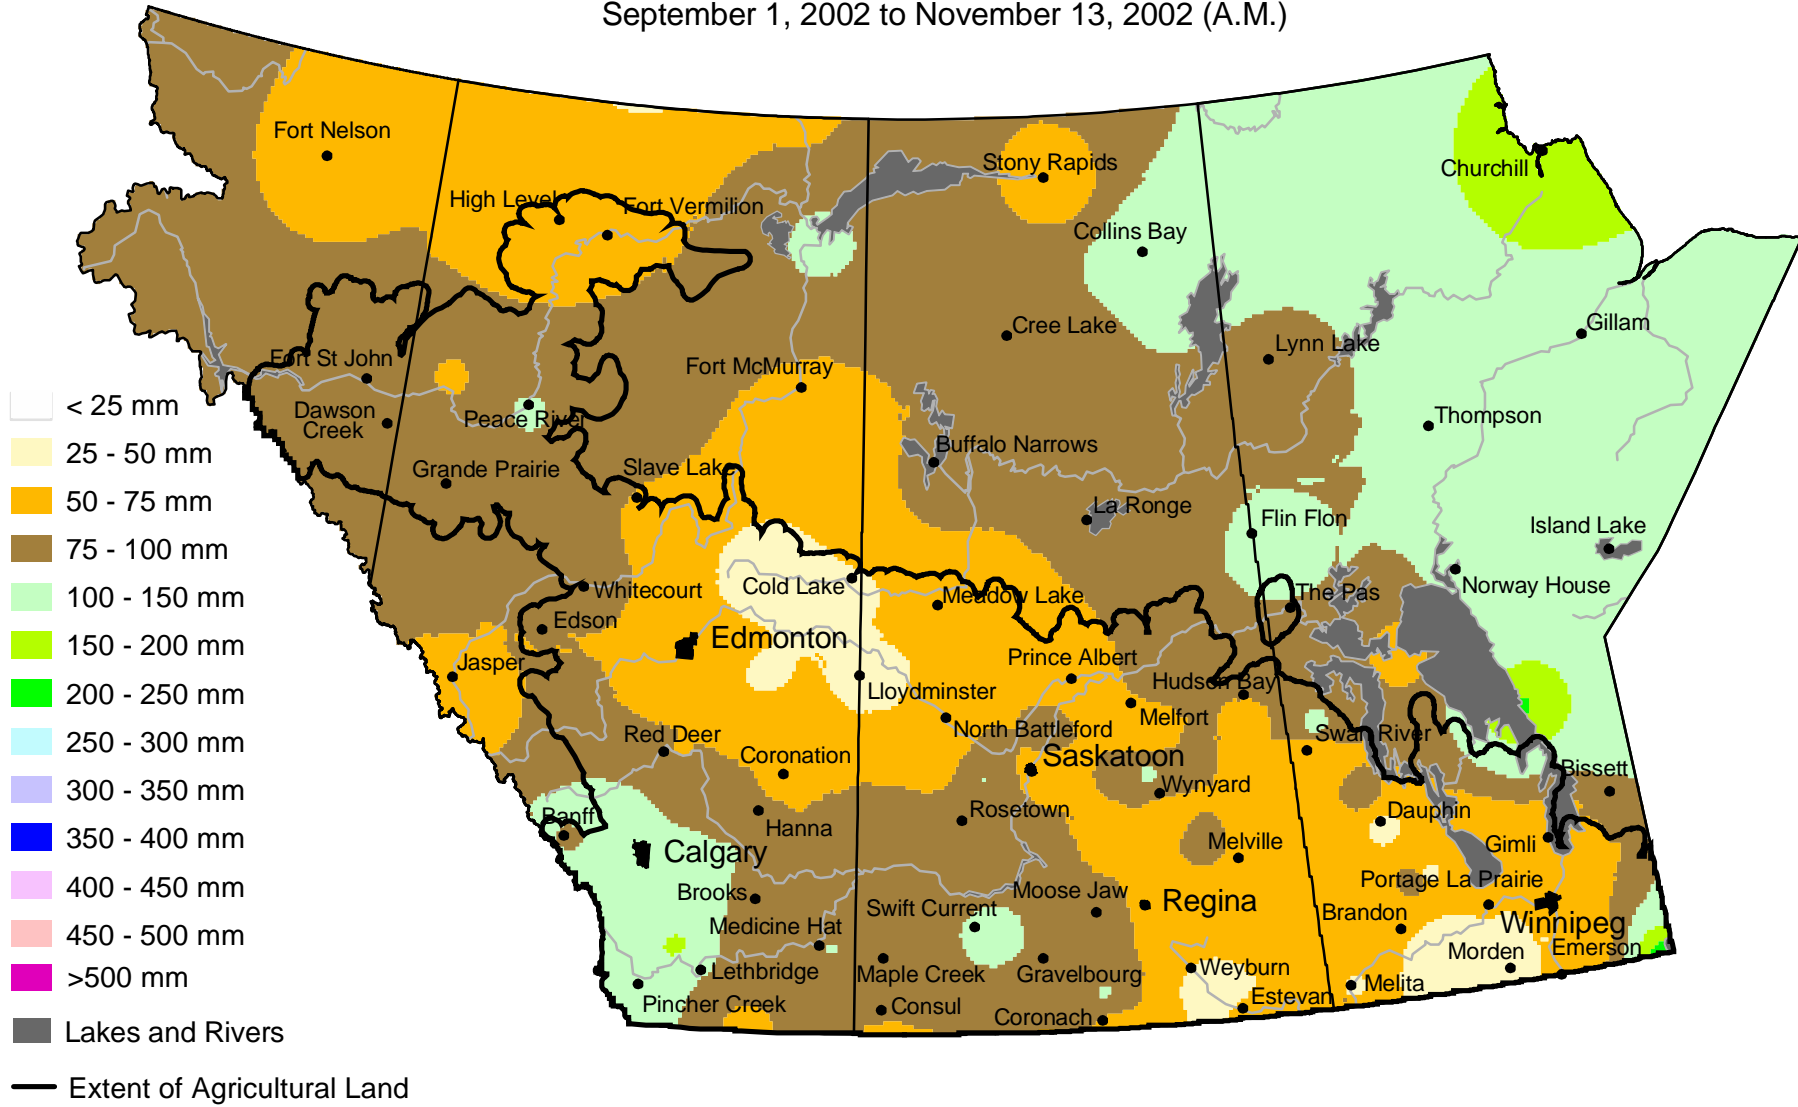 September 1, 2002 to November 13, 2002 (A.M.)
Fort Nelson
High Level
Fort Vermilion
Stony Rapids
Churchill
Collins Bay
Cree Lake
Gillam
Lynn Lake
Fort St John
Fort McMurray
Dawson
Creek
Peace River
Thompson
Grande Prairie
Slave Lake
Buffalo Narrows
La Ronge
Flin Flon
Island Lake
Whitecourt
Cold Lake
Meadow Lake
The Pas
Norway House
Edson
Edmonton
Jasper
Prince Albert
Lloydminster
Hudson Bay
Melfort
North Battleford
Red Deer
Coronation
Saskatoon
Swan River
Wynyard
Bissett
Banff
Hanna
Rosetown
Dauphin
Calgary
Melville
Gimli
Brooks
Moose Jaw
Portage La Prairie
Swift Current
Regina
Brandon
Winnipeg
Medicine Hat
Emerson
Morden
Lethbridge
Maple Creek
Gravelbourg
Weyburn
Melita
Pincher Creek
Consul
Coronach
Estevan
< 25 mm
25 - 50 mm
50 - 75 mm
75 - 100 mm
100 - 150 mm
150 - 200 mm
200 - 250 mm
250 - 300 mm
300 - 350 mm
350 - 400 mm
400 - 450 mm
450 - 500 mm
>500 mm
Lakes and Rivers
Extent of Agricultural Land